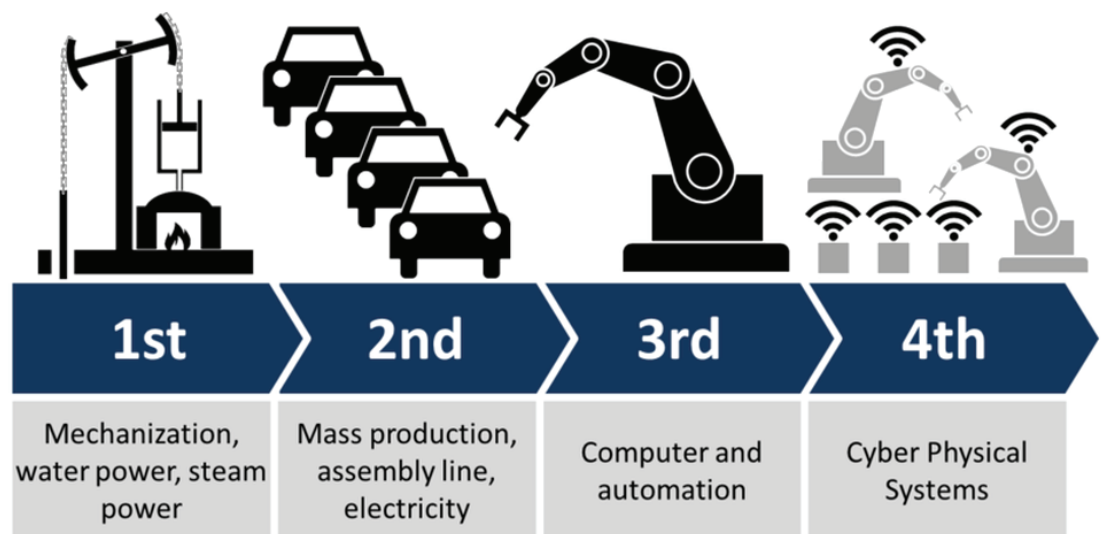 1st
2nd
3rd
4th
Mechanization,
water power, steam
power
Mass production,
assembly line,
electricity
Computer and
automation
Cyber Physical
Systems